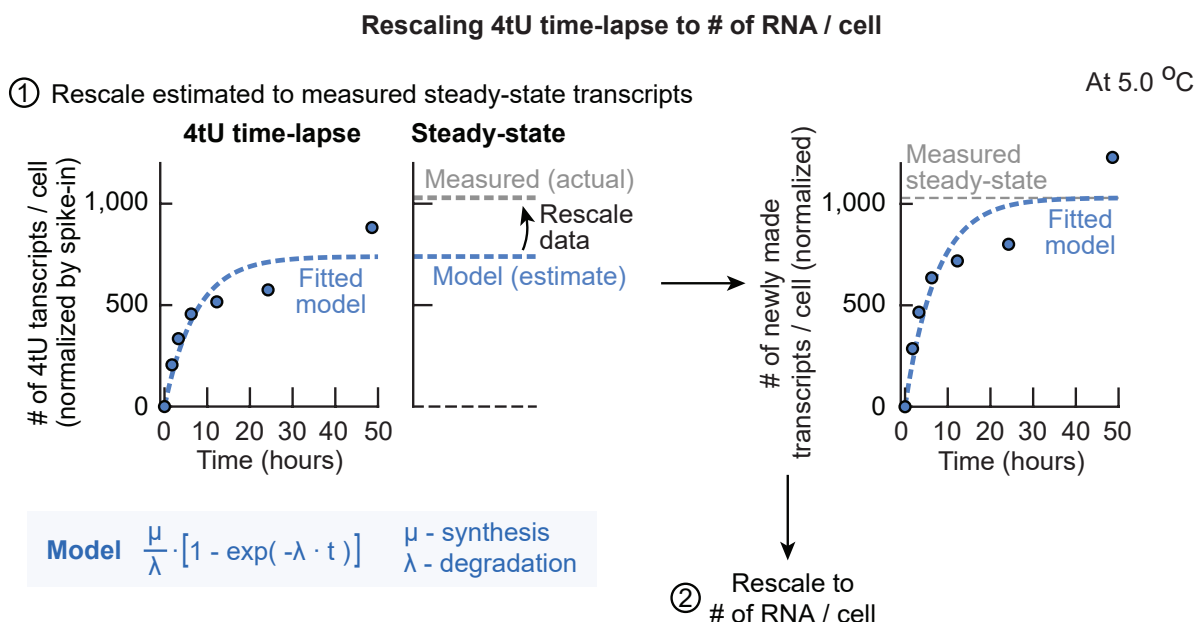 Rescaling 4tU time-lapse to # of RNA / cell
At 5.0 ºC
① Rescale estimated to measured steady-state transcripts
4tU time-lapse
# of 4tU tanscripts / cell
(normalized by spike-in)
1,000
500
0
Fitted
model
0 10 20 30 40 50
Time (hours)
Steady-state
Measured (actual)
Rescale
data
Model (estimate)
# of newly made
transcripts / cell (normalized)
1,000
500
0
Measured
steady-state
Fitted
model
0 10 20 30 40 50
Time (hours)
Model μ/λ · [1 - exp( -λ · t )]
μ - synthesis
λ - degradation
② Rescale to
# of RNA / cell